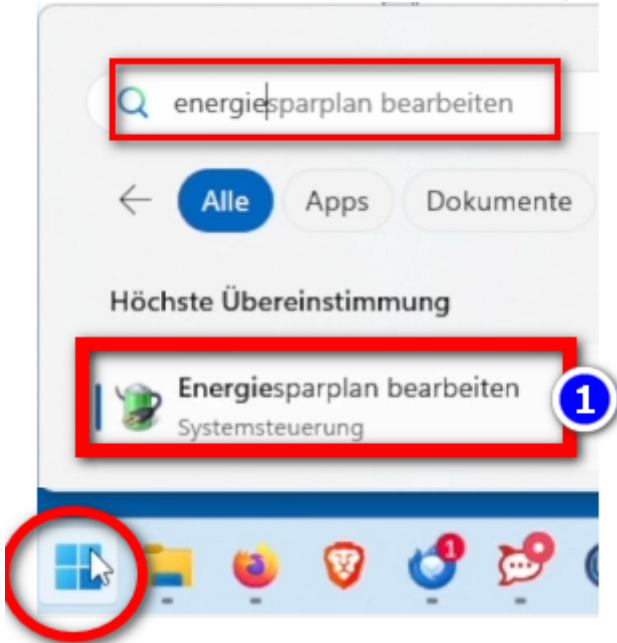 energiesparplan bearbeiten
Alle Apps Dokumente
Höchste Übereinstimmung
Energiesparplan bearbeiten
1
Systemsteuerung
1